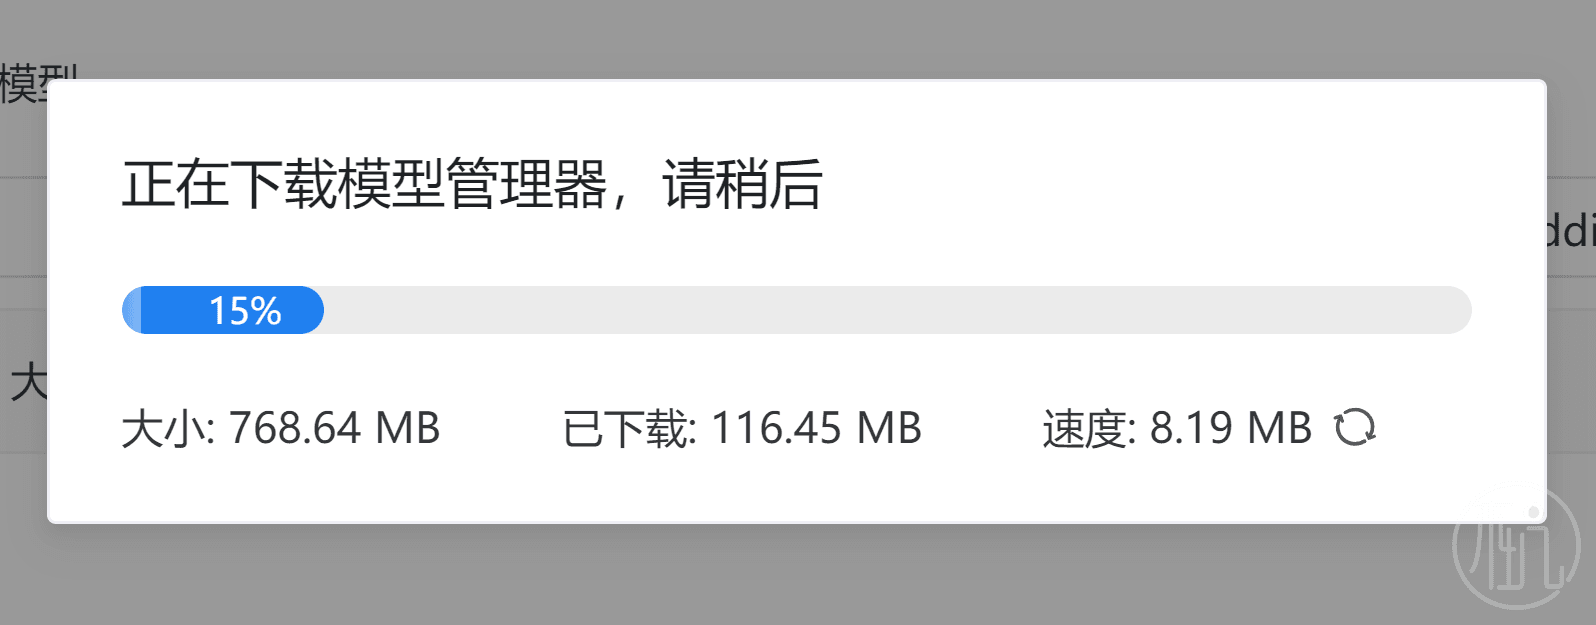 模型
正在下载模型管理器，请稍后
ddi
15%
大
大小: 768.64 MB
已下载: 116.45 MB
速度: 8.19 MB